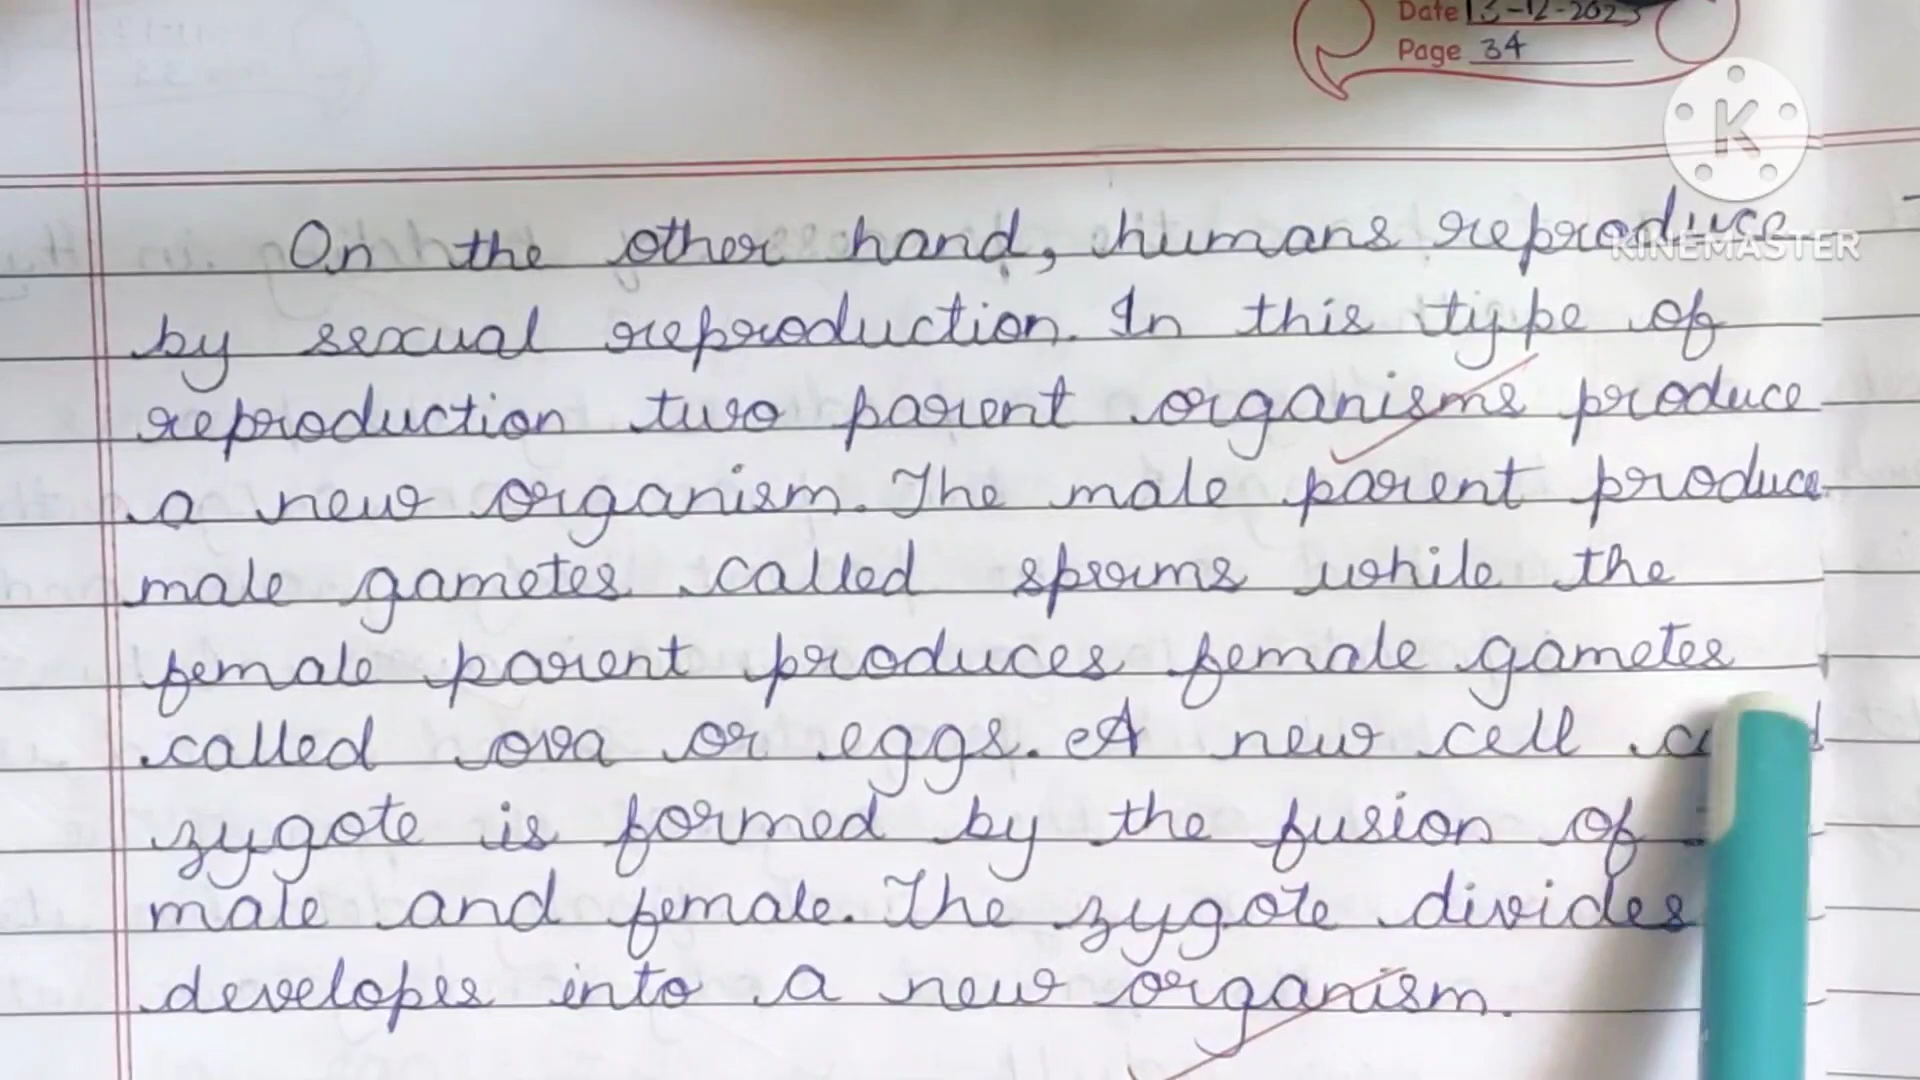 Date 13-12-2023
Page 34
K
KINEMASTER
On the other hand, humans reproduce
by sexual reproduction. In this type of
reproduction two parent organisms produce
a new organism. The male parent produce
male gametes called sperms while the
female parent produces female gametes
called ova or eggs. A new cell
zygote is formed by the fusion of
male and female. The zygote divides
developes into a new organism.